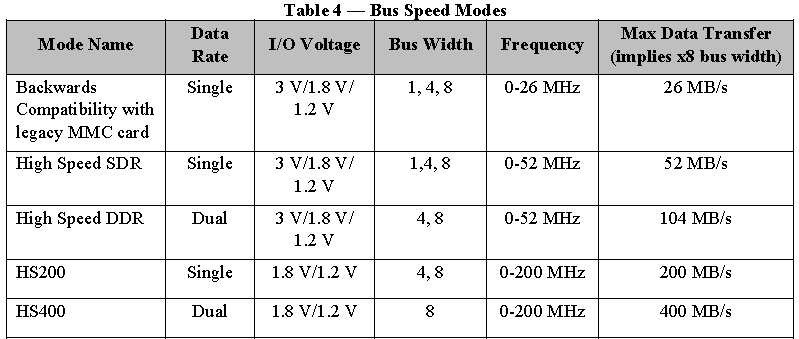 Table 4 — Bus Speed Modes
Mode Name Data Rate I/O Voltage Bus Width Frequency Max Data Transfer (implies x8 bus width)
Backwards Compatibility with legacy MMC card Single 3 V/1.8 V/ 1.2 V 1, 4, 8 0-26 MHz 26 MB/s
High Speed SDR Single 3 V/1.8 V/ 1.2 V 1,4, 8 0-52 MHz 52 MB/s
High Speed DDR Dual 3 V/1.8 V/ 1.2 V 4, 8 0-52 MHz 104 MB/s
HS200 Single 1.8 V/1.2 V 4, 8 0-200 MHz 200 MB/s
HS400 Dual 1.8 V/1.2 V 8 0-200 MHz 400 MB/s